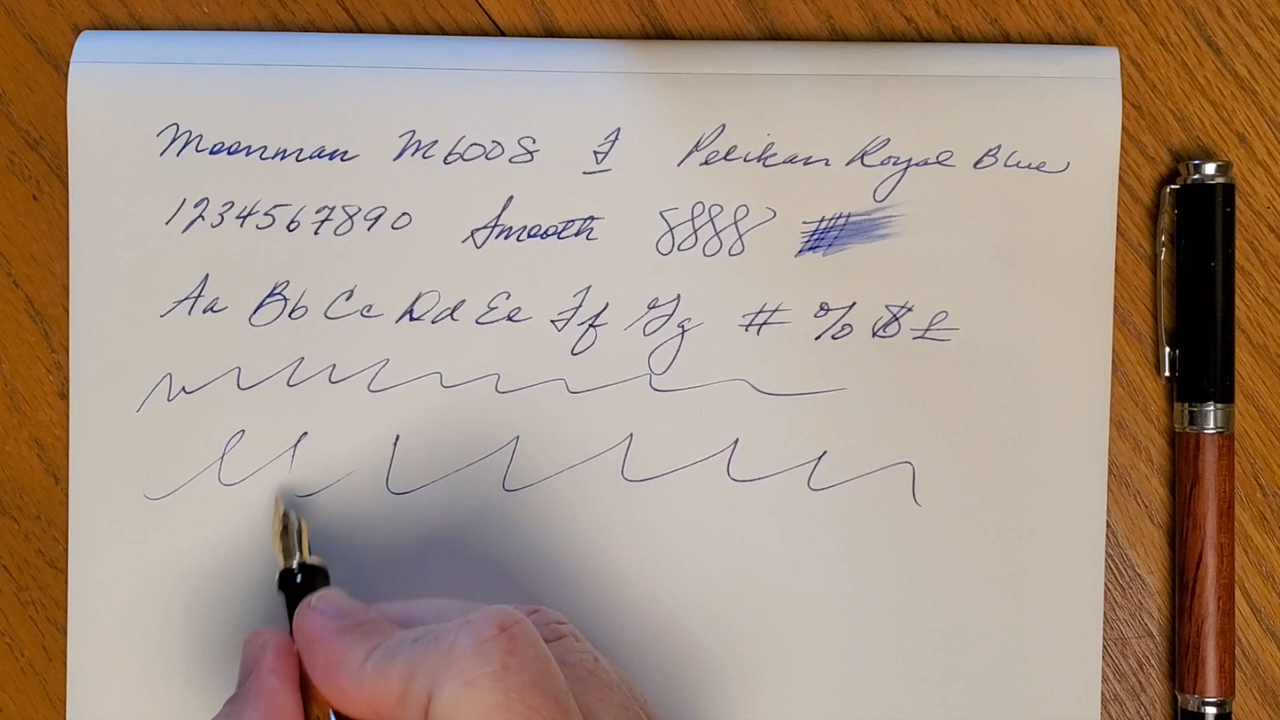 Moonman M600S F Pelikan Royal Blue
1234567890 Smooth 8888
Aa Bb Cc Dd Ee Ff Gg # % $ £